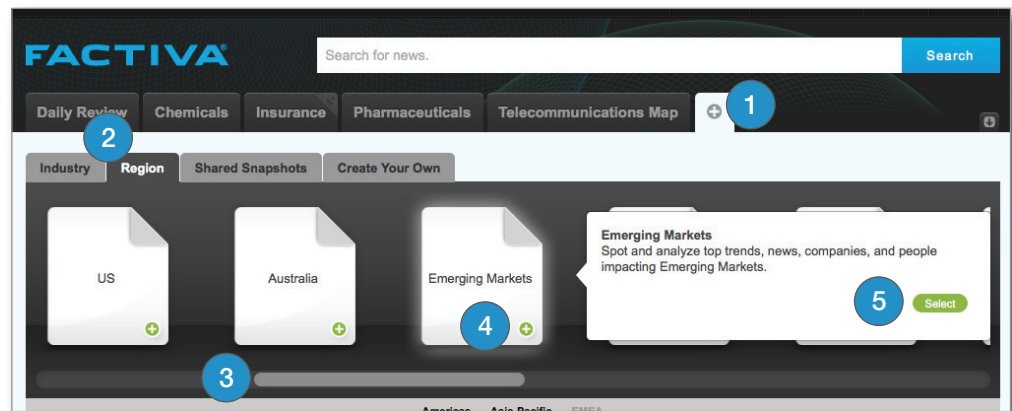 FACTIVA
Search for news.
Search
Daily Review
Chemicals
Insurance
Pharmaceuticals
Telecommunications Map
1
2
Industry
Region
Shared Snapshots
Create Your Own
US
Australia
Emerging Markets
Emerging Markets
Spot and analyze top trends, news, companies, and people
impacting Emerging Markets.
4
5
Select
3
Americas Asia Pacific EMEA